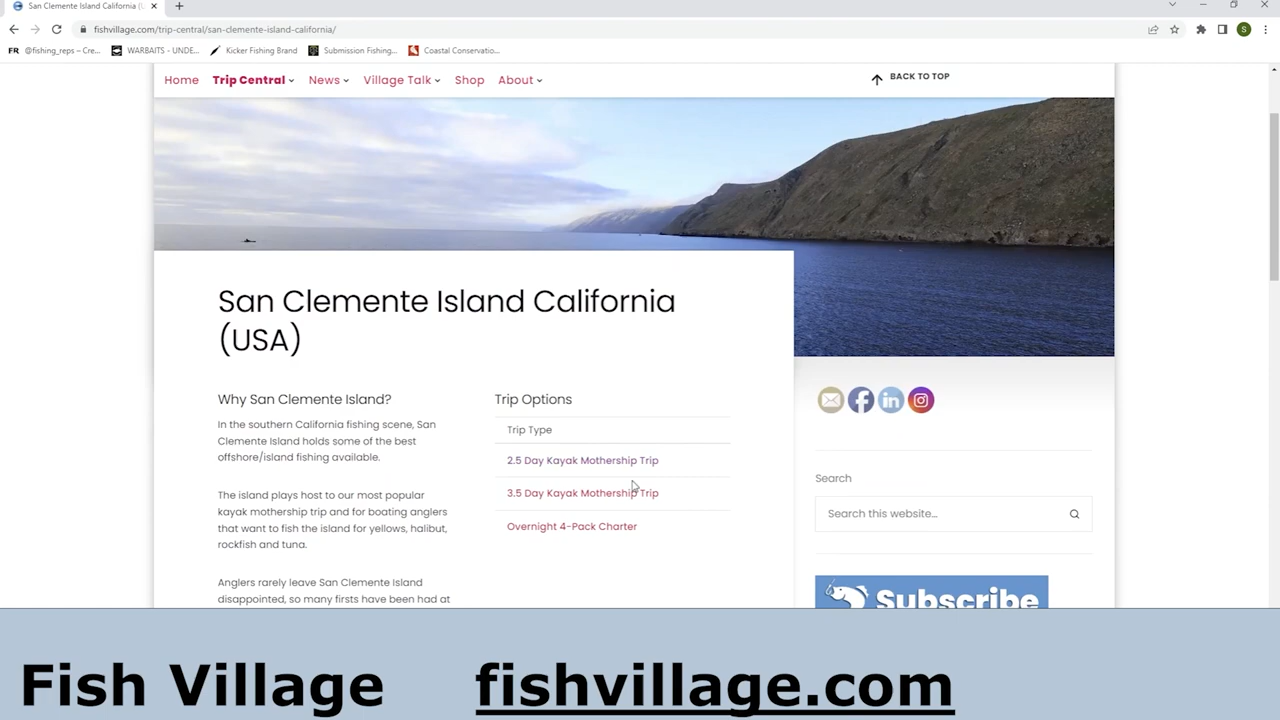 San Clemente Island California (U
fishvillage.com/trip-central/san-clemente-island-california/
S
FR @fishing_reps – Cre... WARBAITS - UNDE... Kicker Fishing Brand Submission Fishing... Coastal Conservatio...
Home Trip Central News Village Talk Shop About BACK TO TOP
San Clemente Island California
(USA)
Why San Clemente Island?
In the southern California fishing scene, San
Clemente Island holds some of the best
offshore/island fishing available.
The island plays host to our most popular
kayak mothership trip and for boating anglers
that want to fish the island for yellows, halibut,
rockfish and tuna.
Anglers rarely leave San Clemente Island
disappointed, so many firsts have been had at
Trip Options
Trip Type
2.5 Day Kayak Mothership Trip
3.5 Day Kayak Mothership Trip
Overnight 4-Pack Charter
Search
Search this website...
Subscribe
Fish Village fishvillage.com